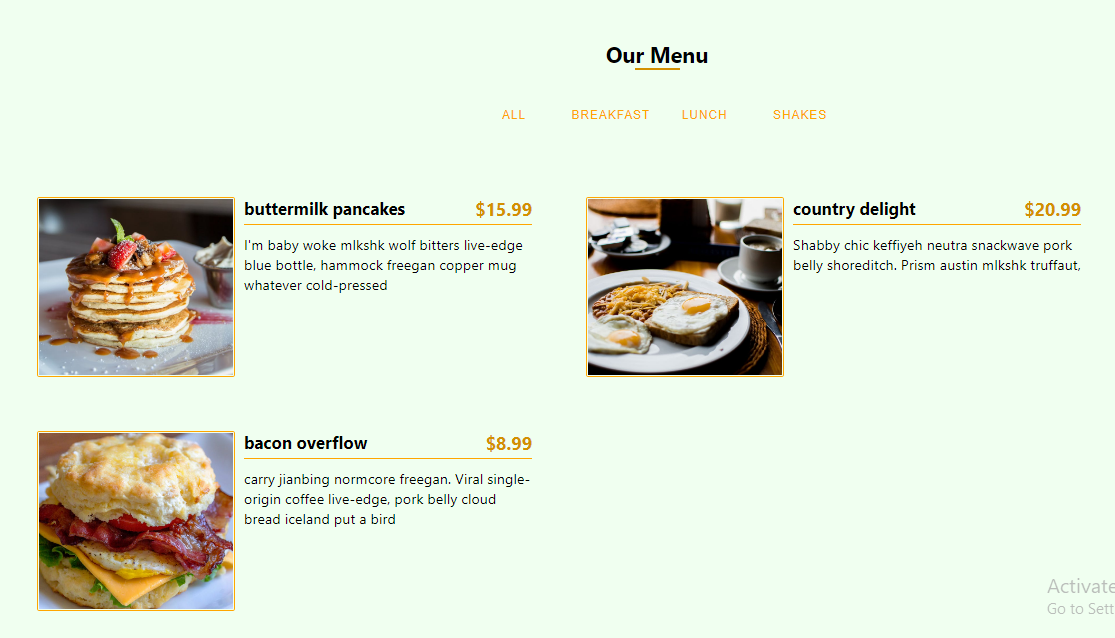 Our Menu
ALL BREAKFAST LUNCH SHAKES
buttermilk pancakes $15.99
I'm baby woke mlkshk wolf bitters live-edge
blue bottle, hammock freegan copper mug
whatever cold-pressed
country delight $20.99
Shabby chic keffiyeh neutra snackwave pork
belly shoreditch. Prism austin mlkshk truffaut,
bacon overflow $8.99
carry jianbing normcore freegan. Viral single-
origin coffee live-edge, pork belly cloud
bread iceland put a bird
Activate
Go to Sett